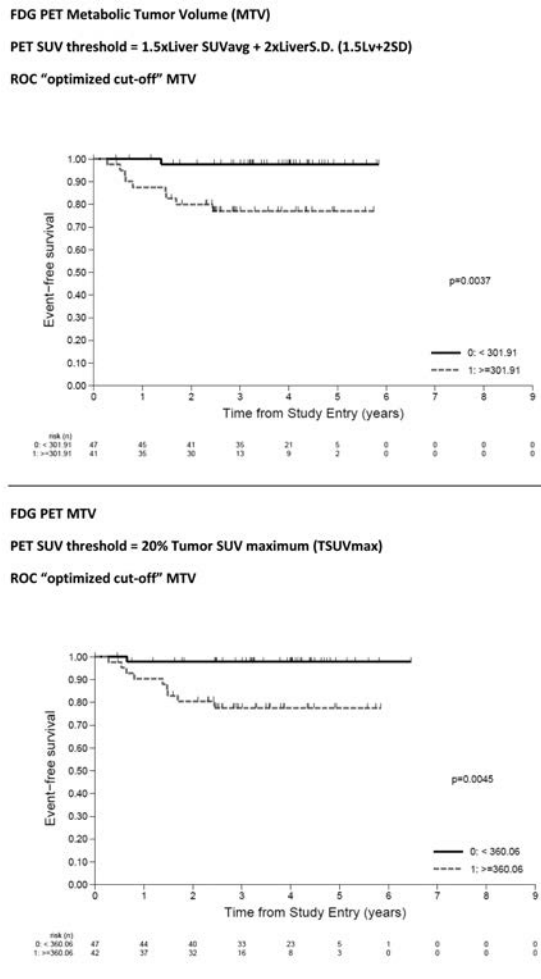 FDG PET Metabolic Tumor Volume (MTV)
PET SUV threshold = 1.5xLiver SUVavg + 2xLiverS.D. (1.5Lv+2SD)
ROC “optimized cut-off” MTV
1.00
0.90
0.80
0.70
0.60
0.50
0.40
0.30
0.20
0.10
0.00
Event-free survival
p=0.0037
0: < 301.91
1: >=301.91
0 1 2 3 4 5 6 7 8 9
Time from Study Entry (years)
risk (n)
0: < 301.91 47 45 41 35 21 5 0 0 0 0
1: >=301.91 41 35 30 13 9 2 0 0 0 0
FDG PET MTV
PET SUV threshold = 20% Tumor SUV maximum (TSUVmax)
ROC “optimized cut-off” MTV
1.00
0.90
0.80
0.70
0.60
0.50
0.40
0.30
0.20
0.10
0.00
Event-free survival
p=0.0045
0: < 360.06
1: >=360.06
0 1 2 3 4 5 6 7 8 9
Time from Study Entry (years)
risk (n)
0: < 360.06 47 44 40 33 23 5 1 0 0 0
1: >=360.06 42 37 32 16 8 3 0 0 0 0